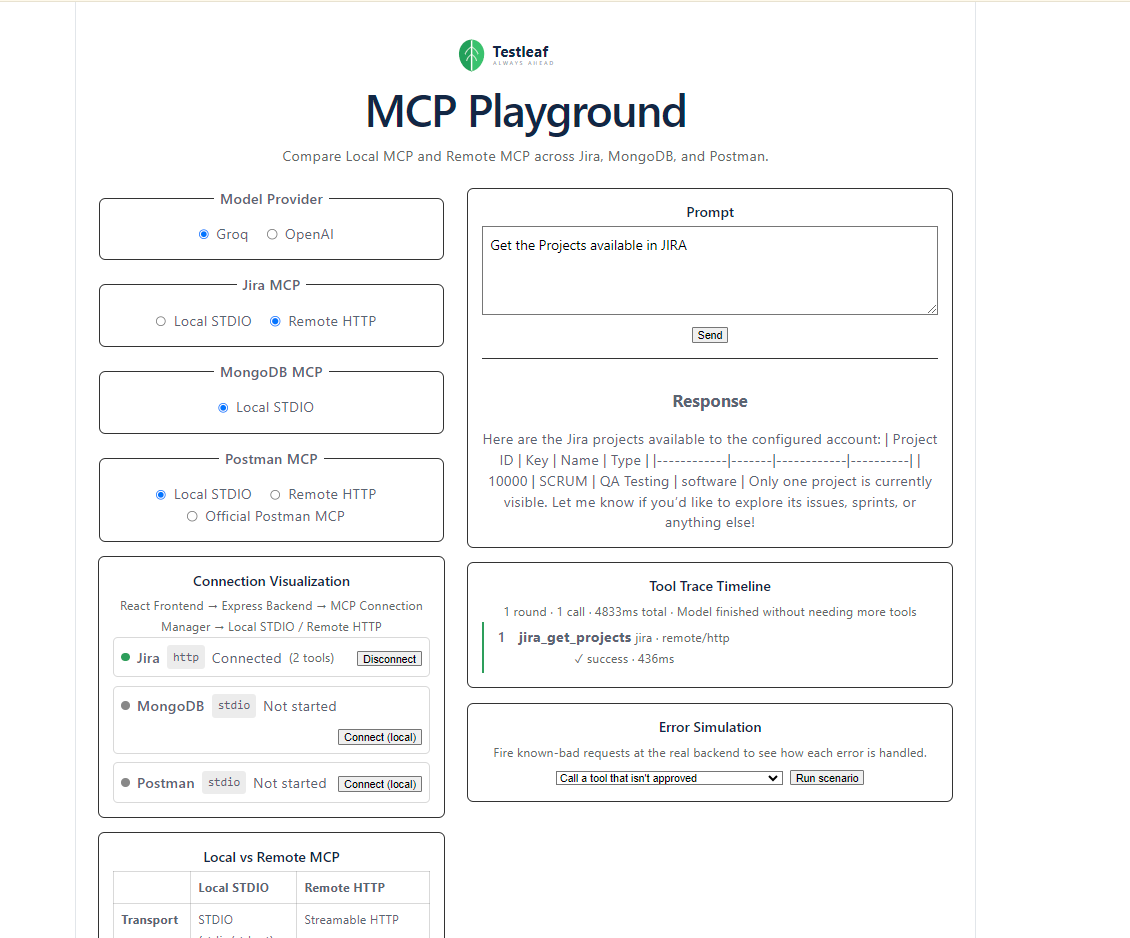 Testleaf
ALWAYS AHEAD
MCP Playground
Compare Local MCP and Remote MCP across Jira, MongoDB, and Postman.
Model Provider
Groq OpenAI
Jira MCP
Local STDIO Remote HTTP
MongoDB MCP
Local STDIO
Postman MCP
Local STDIO Remote HTTP
Official Postman MCP
Connection Visualization
React Frontend → Express Backend → MCP Connection
Manager → Local STDIO / Remote HTTP
Jira http Connected (2 tools) Disconnect
MongoDB stdio Not started
Connect (local)
Postman stdio Not started Connect (local)
Local vs Remote MCP
Local STDIO Remote HTTP
Transport STDIO Streamable HTTP
Prompt
Get the Projects available in JIRA
Send
Response
Here are the Jira projects available to the configured account: | Project
ID | Key | Name | Type | |------------|-------|------------|----------| |
10000 | SCRUM | QA Testing | software | Only one project is currently
visible. Let me know if you’d like to explore its issues, sprints, or
anything else!
Tool Trace Timeline
1 round · 1 call · 4833ms total · Model finished without needing more tools
1 jira_get_projects jira · remote/http
✓ success · 436ms
Error Simulation
Fire known-bad requests at the real backend to see how each error is handled.
Call a tool that isn't approved Run scenario